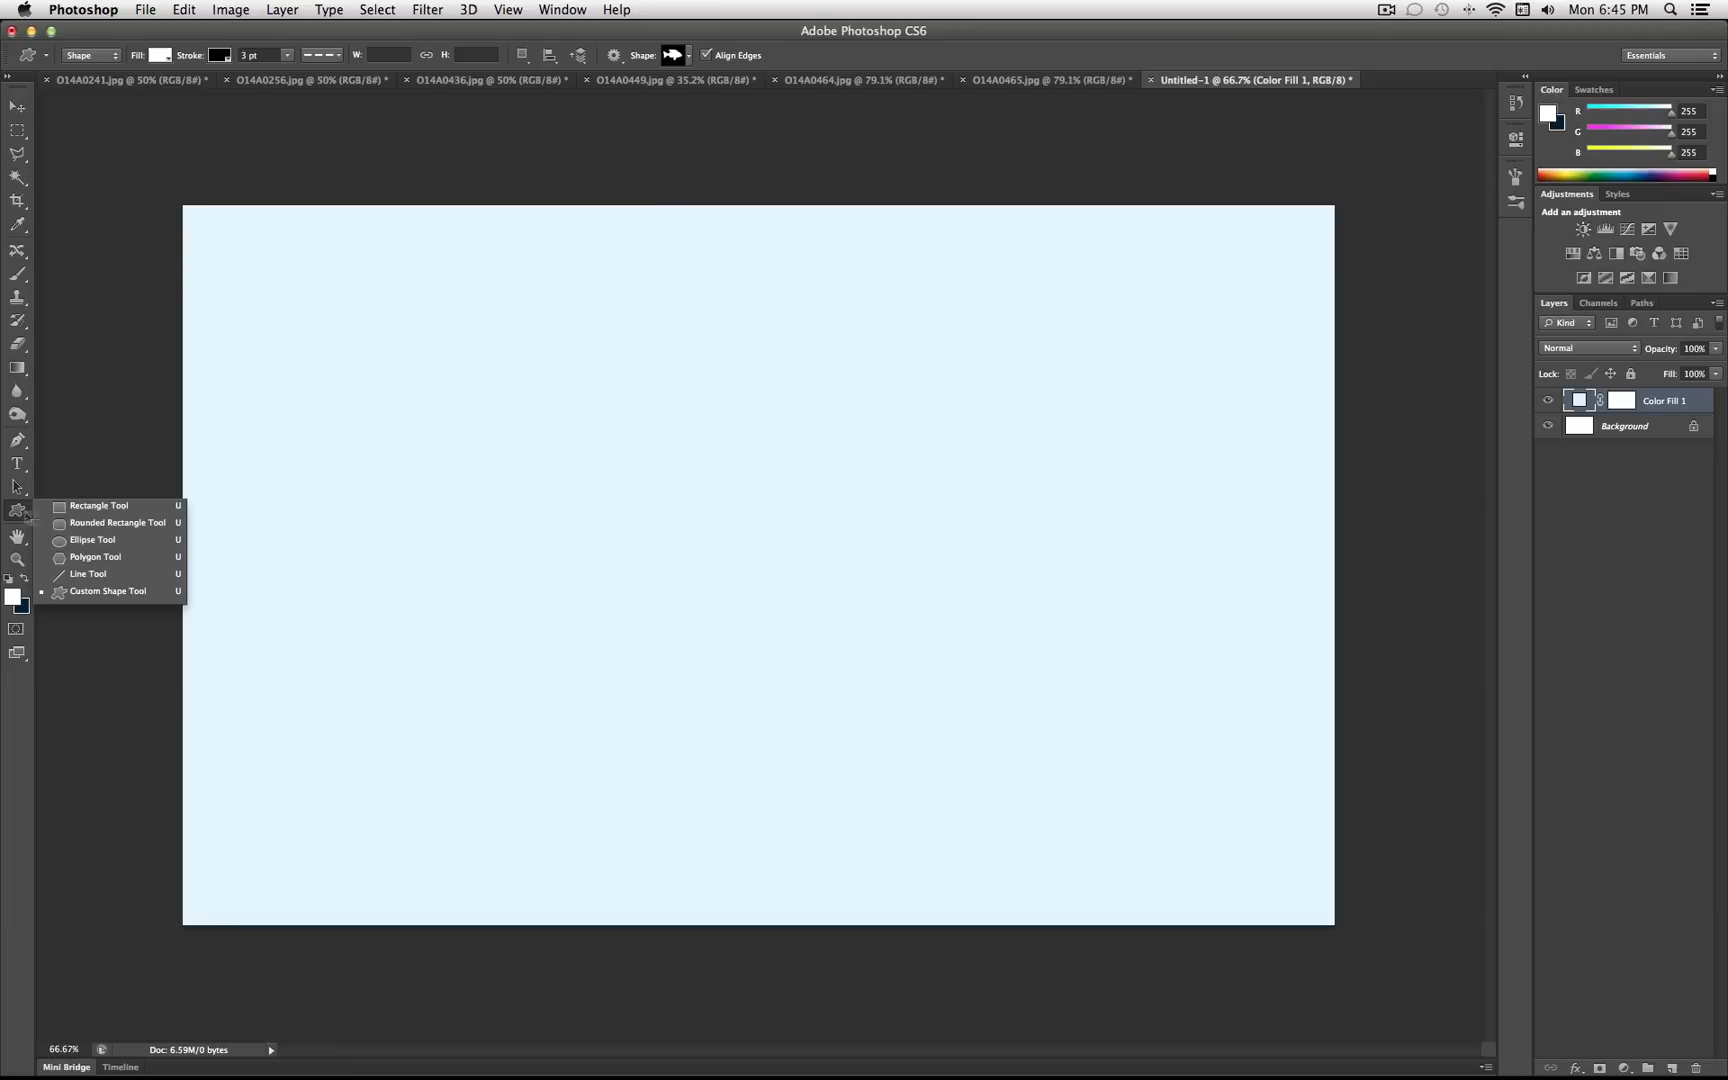 Photoshop File Edit Image Layer Type Select Filter 3D View Window Help Mon 6:45 PM
Adobe Photoshop CS6
Shape Fill: Stroke: 3 pt W: H: Shape: Align Edges Essentials
O14A0241.jpg @ 50% (RGB/8#) * O14A0256.jpg @ 50% (RGB/8#) * O14A0436.jpg @ 50% (RGB/8#) * O14A0449.jpg @ 35.2% (RGB/8#) * O14A0464.jpg @ 79.1% (RGB/8#) * O14A0465.jpg @ 79.1% (RGB/8#) * Untitled-1 @ 66.7% (Color Fill 1, RGB/8) *
Color Swatches
R 255
G 255
B 255
Adjustments Styles
Add an adjustment
Layers Channels Paths
Kind
Normal Opacity: 100%
Lock: Fill: 100%
Color Fill 1
Background
Rectangle Tool U
Rounded Rectangle Tool U
Ellipse Tool U
Polygon Tool U
Line Tool U
Custom Shape Tool U
66.67% Doc: 6.59M/0 bytes
Mini Bridge Timeline